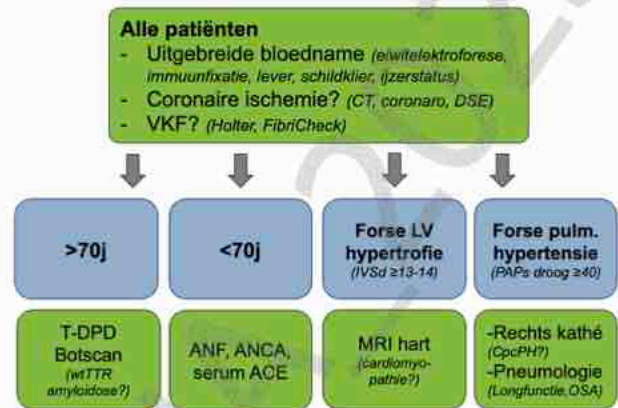 Alle patiënten
- Uitgebreide bloedname (eiwitelektroforese,
immuunfixatie, lever, schildklier, ijzerstatus)
- Coronaire ischemie? (CT, coronaro, DSE)
- VKF? (Holter, FibriCheck)
>70j
<70j
Forse LV
hypertrofie
(IVSd ≥13-14)
Forse pulm.
hypertensie
(PAPs droog ≥40)
T-DPD
Botscan
(wtTTR
amyloidose?)
ANF, ANCA,
serum ACE
MRI hart
(cardiomyo-
pathie?)
-Rechts kathé
(CpcPH?)
-Pneumologie
(Longfunctie,OSA)